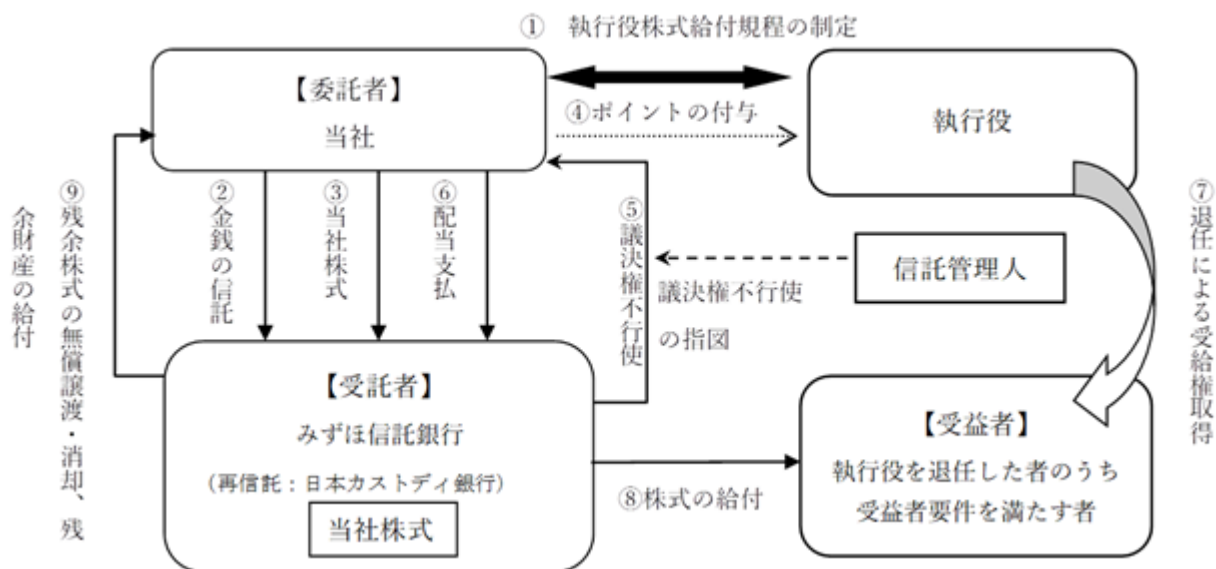 ① 執行役株式給付規程の制定
【委託者】
当社
④ポイントの付与
執行役
②金銭の信託
③当社株式
⑥配当支払
⑤議決権不行使
信託管理人
議決権不行使
の指図
⑦退任による受給権取得
⑨残余株式の無償譲渡・消却、残
余財産の給付
【受託者】
みずほ信託銀行
(再信託:日本カストディ銀行)
当社株式
⑧株式の給付
【受益者】
執行役を退任した者のうち
受益者要件を満たす者